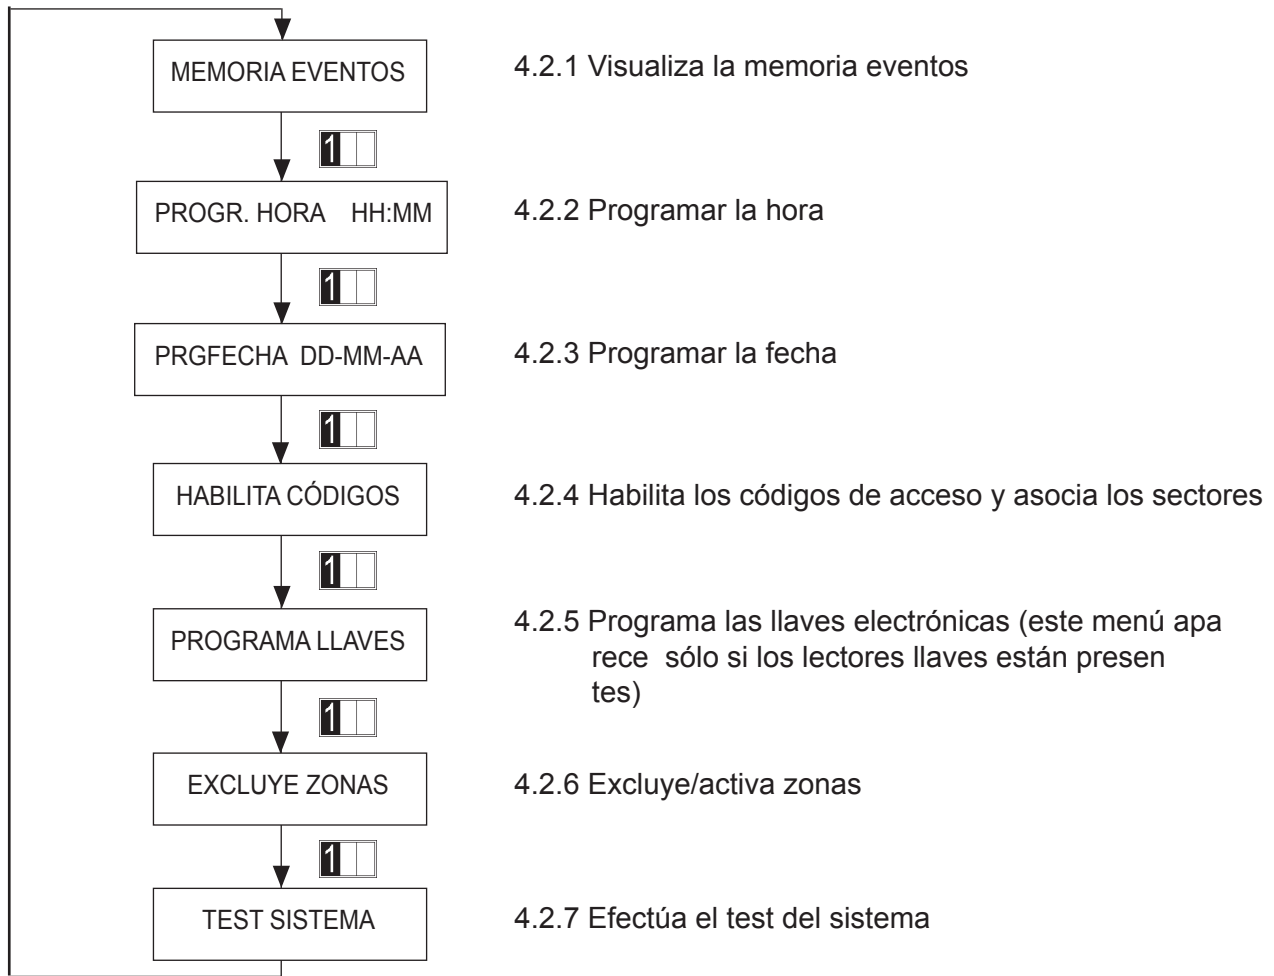 MEMORIA EVENTOS 4.2.1 Visualiza la memoria eventos
1
PROGR. HORA HH:MM 4.2.2 Programar la hora
1
PRGFECHA DD-MM-AA 4.2.3 Programar la fecha
1
HABILITA CÓDIGOS 4.2.4 Habilita los códigos de acceso y asocia los sectores
1
PROGRAMA LLAVES 4.2.5 Programa las llaves electrónicas (este menú apa
rece sólo si los lectores llaves están presen
tes)
1
EXCLUYE ZONAS 4.2.6 Excluye/activa zonas
1
TEST SISTEMA 4.2.7 Efectúa el test del sistema